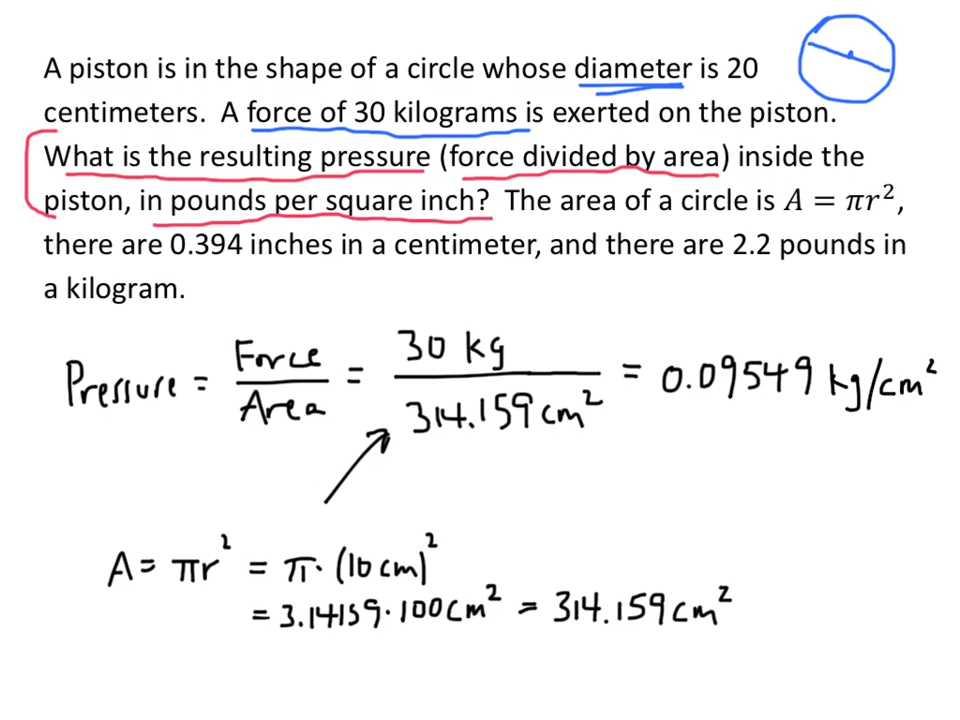 A piston is in the shape of a circle whose diameter is 20
centimeters. A force of 30 kilograms is exerted on the piston.
What is the resulting pressure (force divided by area) inside the
piston, in pounds per square inch? The area of a circle is A = πr²,
there are 0.394 inches in a centimeter, and there are 2.2 pounds in
a kilogram.
Pressure = Force/Area = 30 kg/314.159 cm² = 0.09549 kg/cm²
A = πr² = π · (10 cm)²
= 3.14159 · 100 cm² = 314.159 cm²